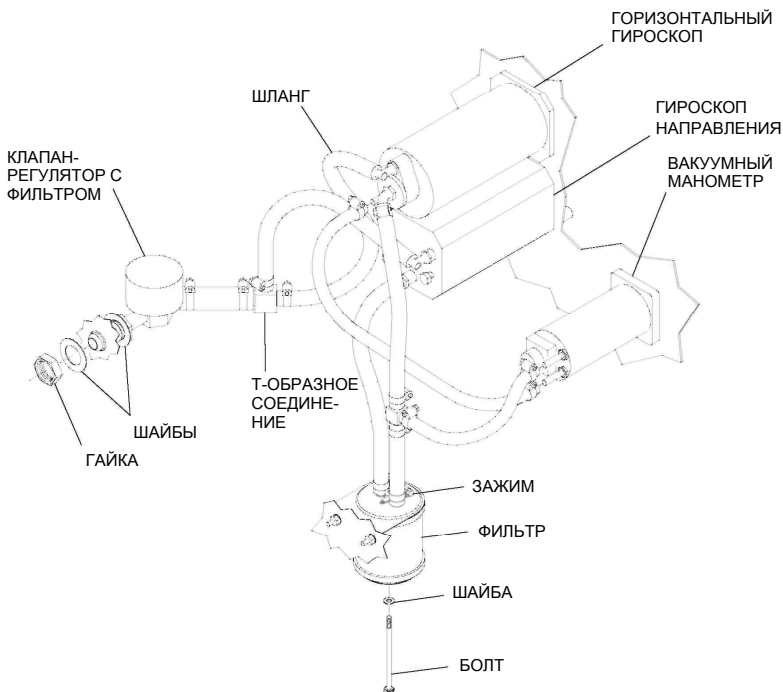 ГОРИЗОНТАЛЬНЫЙ
ГИРОСКОП
ШЛАНГ
ГИРОСКОП
НАПРАВЛЕНИЯ
КЛАПАН-
РЕГУЛЯТОР С
ФИЛЬТРОМ
ВАКУУМНЫЙ
МАНОМЕТР
Т-ОБРАЗНОЕ
СОЕДИНЕ-
НИЕ
ШАЙБЫ
ГАЙКА
ЗАЖИМ
ФИЛЬТР
ШАЙБА
БОЛТ